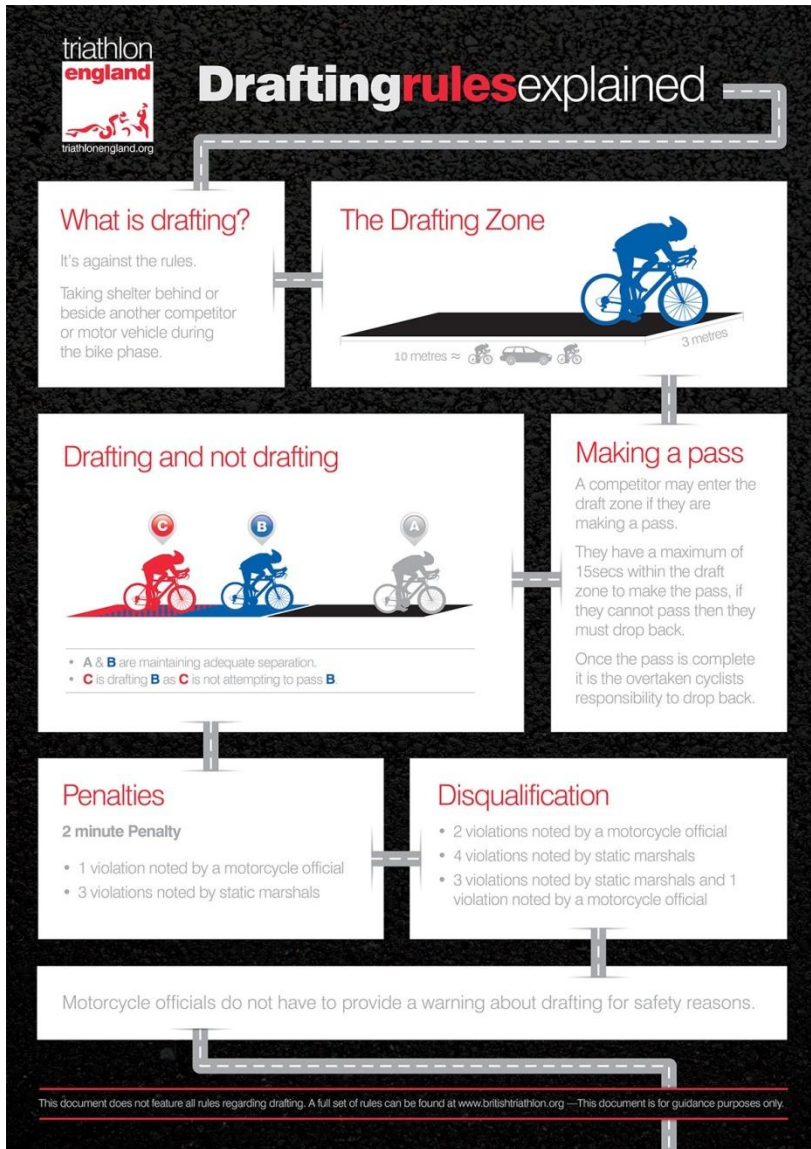 triathlon
england
triathlonengland.org
Draftingrulesexplained
What is drafting?
It's against the rules.
Taking shelter behind or
beside another competitor
or motor vehicle during
the bike phase.
The Drafting Zone
10 metres ≈
3 metres
Drafting and not drafting
C
B
A
• A & B are maintaining adequate separation.
• C is drafting B as C is not attempting to pass B.
Making a pass
A competitor may enter the
draft zone if they are
making a pass.
They have a maximum of
15secs within the draft
zone to make the pass, if
they cannot pass then they
must drop back.
Once the pass is complete
it is the overtaken cyclists
responsibility to drop back.
Penalties
2 minute Penalty
• 1 violation noted by a motorcycle official
• 3 violations noted by static marshals
Disqualification
• 2 violations noted by a motorcycle official
• 4 violations noted by static marshals
• 3 violations noted by static marshals and 1
violation noted by a motorcycle official
Motorcycle officials do not have to provide a warning about drafting for safety reasons.
This document does not feature all rules regarding drafting. A full set of rules can be found at www.britishtriathlon.org —This document is for guidance purposes only.